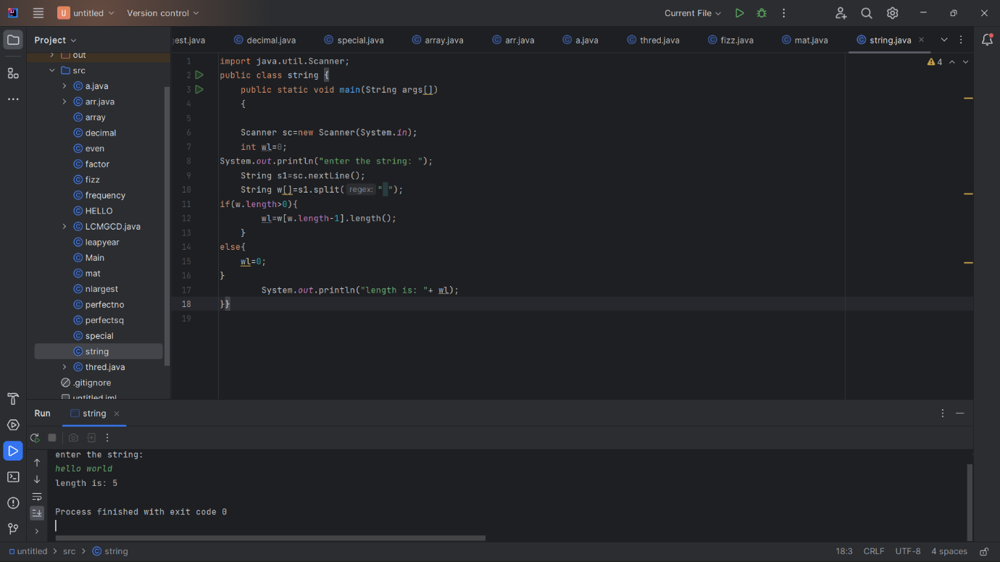 U untitled Version control Current File
Project
est.java decimal.java special.java array.java arr.java a.java thred.java fizz.java mat.java string.java
out
src
a.java
arr.java
array
decimal
even
factor
fizz
frequency
HELLO
LCMGCD.java
leapyear
Main
mat
nlargest
perfectno
perfectsq
special
string
thred.java
.gitignore
untitled.iml
4
1 import java.util.Scanner;
2 public class string {
3 public static void main(String args[])
4 {
5
6 Scanner sc=new Scanner(System.in);
7 int wl=0;
8 System.out.println("enter the string: ");
9 String s1=sc.nextLine();
10 String w[]=s1.split( regex: " ");
11 if(w.length>0){
12 wl=w[w.length-1].length();
13 }
14 else{
15 wl=0;
16 }
17 System.out.println("length is: "+ wl);
18 }}
19
Run string
enter the string:
hello world
length is: 5
Process finished with exit code 0
untitled > src > string 18:3 CRLF UTF-8 4 spaces